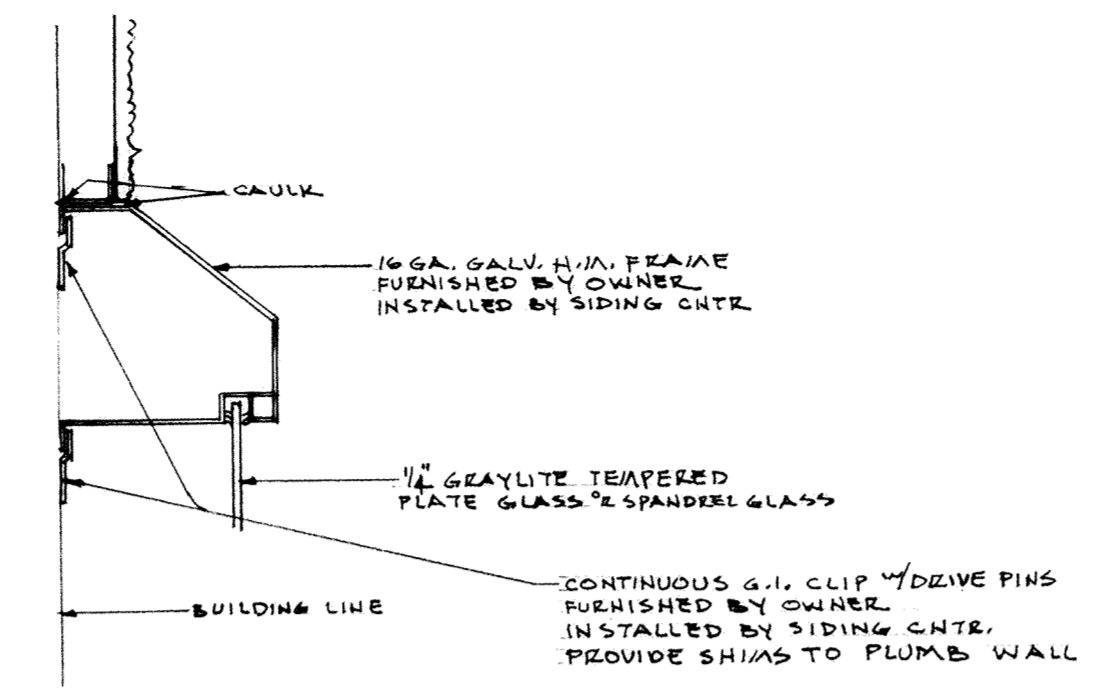 CAULK
16 GA. GALV. H.M. FRAME
FURNISHED BY OWNER
INSTALLED BY SIDING CNTR
1/4" GRAYLITE TEMPERED
PLATE GLASS OR SPANDREL GLASS
CONTINUOUS G.I. CLIP W/DRIVE PINS
FURNISHED BY OWNER
INSTALLED BY SIDING CNTR.
PROVIDE SHIMS TO PLUMB WALL
BUILDING LINE